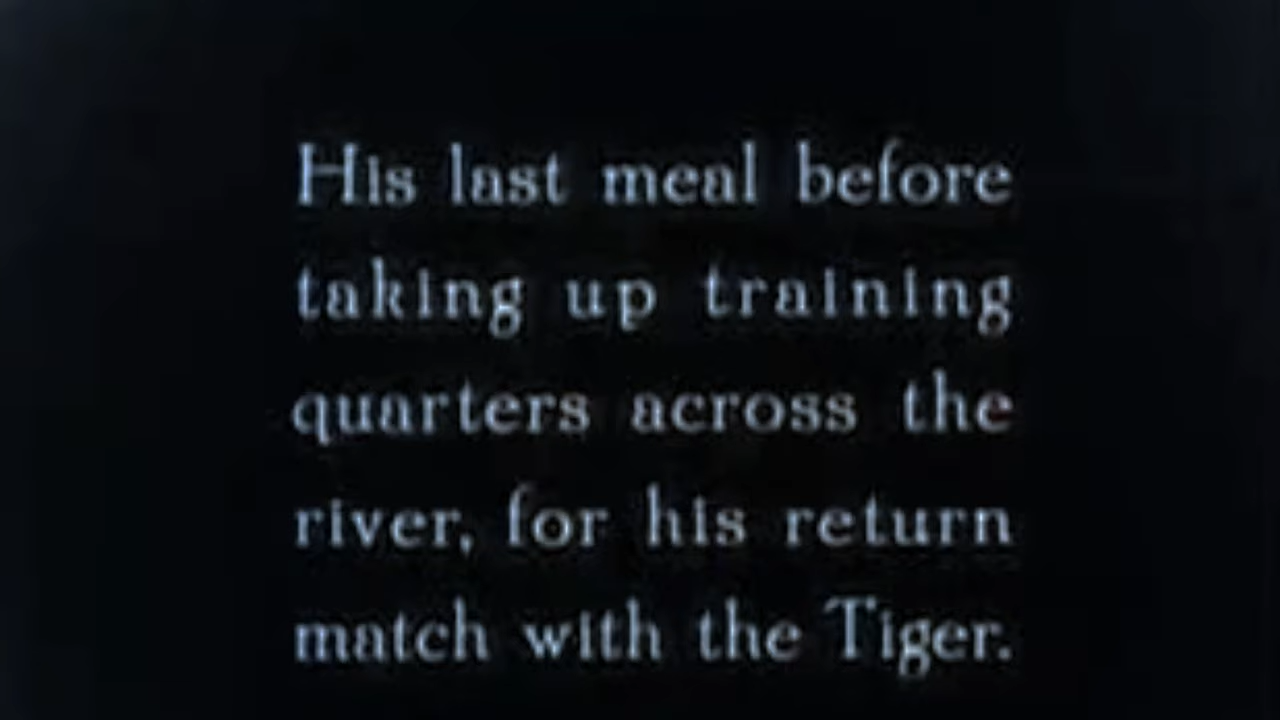 His last meal before
taking up training
quarters across the
river, for his return
match with the Tiger.